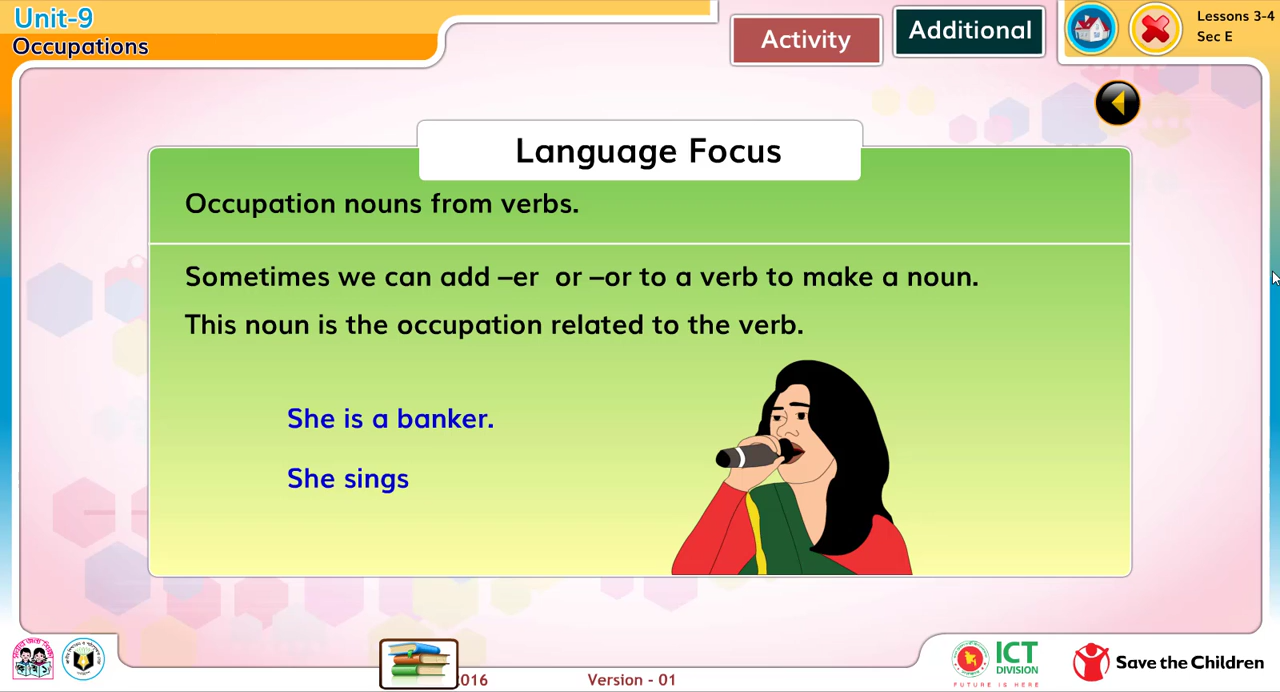 Unit-9
Occupations
Activity
Additional
Lessons 3-4
Sec E
Language Focus
Occupation nouns from verbs.
Sometimes we can add –er or –or to a verb to make a noun.
This noun is the occupation related to the verb.
She is a banker.
She sings
2016
Version - 01
ICT
DIVISION
FUTURE IS HERE
Save the Children